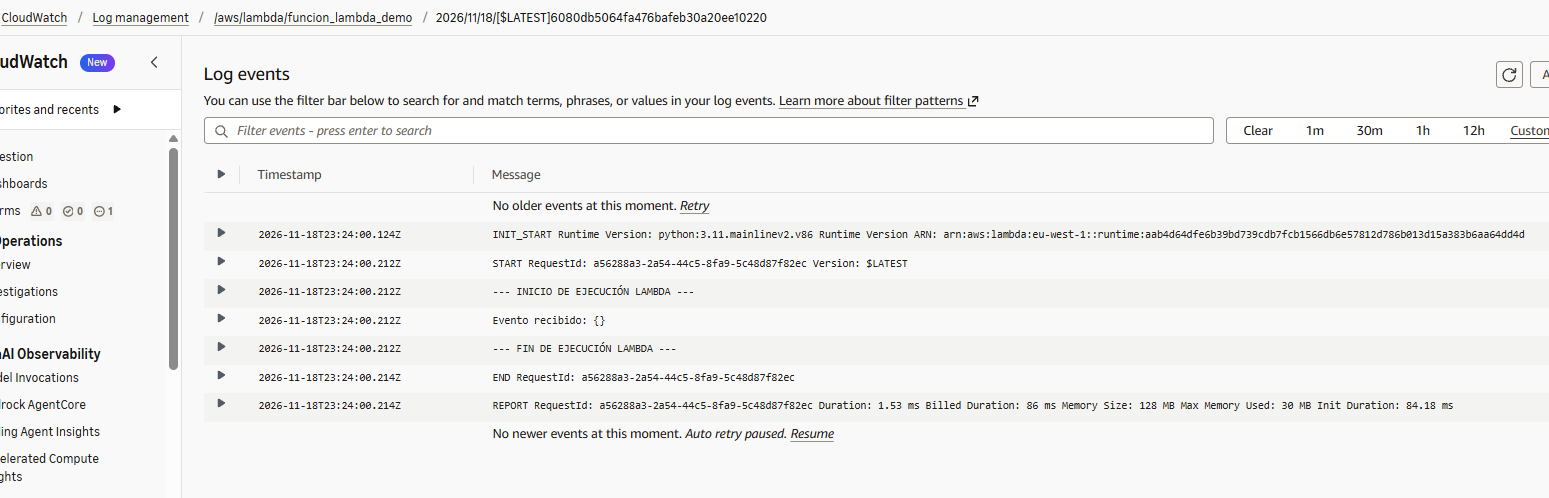 CloudWatch / Log management / /aws/lambda/funcion_lambda_demo / 2026/11/18/[$LATEST]6080db5064fa476bafeb30a20ee10220
udWatch New
orites and recents
estion
shboards
rms 0 0 1
perations
rview
estigations
figuration
AI Observability
del Invocations
drock AgentCore
ling Agent Insights
elerated Compute
ghts
Log events
You can use the filter bar below to search for and match terms, phrases, or values in your log events. Learn more about filter patterns
Filter events - press enter to search
Clear 1m 30m 1h 12h Custom
Timestamp Message
No older events at this moment. Retry
2026-11-18T23:24:00.124Z INIT_START Runtime Version: python:3.11.mainlinev2.v86 Runtime Version ARN: arn:aws:lambda:eu-west-1::runtime:aab4d64dfe6b39bd739cdb7fcb1566db6e57812d786b013d15a383b6aa64dd4d
2026-11-18T23:24:00.212Z START RequestId: a56288a3-2a54-44c5-8fa9-5c48d87f82ec Version: $LATEST
2026-11-18T23:24:00.212Z --- INICIO DE EJECUCIÓN LAMBDA ---
2026-11-18T23:24:00.212Z Evento recibido: {}
2026-11-18T23:24:00.212Z --- FIN DE EJECUCIÓN LAMBDA ---
2026-11-18T23:24:00.214Z END RequestId: a56288a3-2a54-44c5-8fa9-5c48d87f82ec
2026-11-18T23:24:00.214Z REPORT RequestId: a56288a3-2a54-44c5-8fa9-5c48d87f82ec Duration: 1.53 ms Billed Duration: 86 ms Memory Size: 128 MB Max Memory Used: 30 MB Init Duration: 84.18 ms
No newer events at this moment. Auto retry paused. Resume